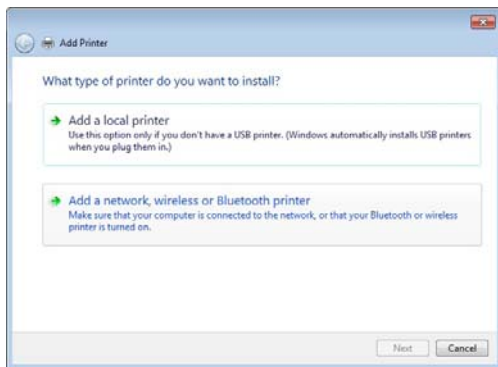 Add Printer
What type of printer do you want to install?
Add a local printer
Use this option only if you don't have a USB printer. (Windows automatically installs USB printers
when you plug them in.)
Add a network, wireless or Bluetooth printer
Make sure that your computer is connected to the network, or that your Bluetooth or wireless
printer is turned on.
Next Cancel